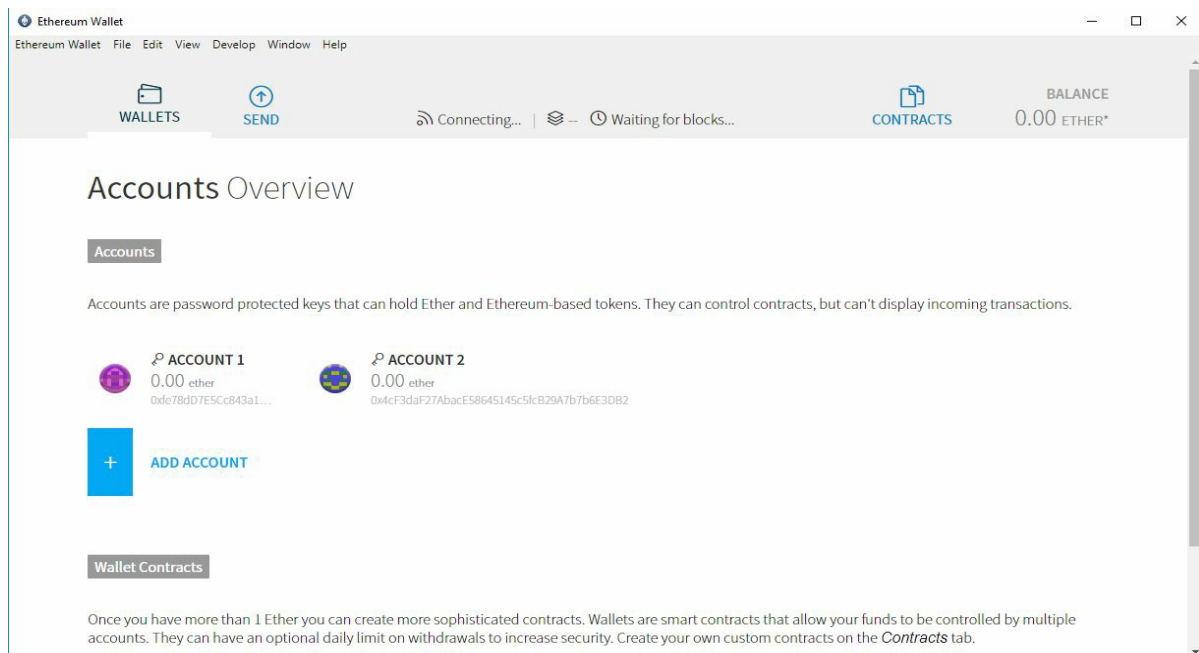 Ethereum Wallet
Ethereum Wallet File Edit View Develop Window Help
WALLETS
SEND
Connecting... | -- Waiting for blocks...
CONTRACTS
BALANCE
0.00 ETHER*
Accounts Overview
Accounts
Accounts are password protected keys that can hold Ether and Ethereum-based tokens. They can control contracts, but can't display incoming transactions.
ACCOUNT 1
0.00 ether
0xfe78dD7E5Cc843a1...
ACCOUNT 2
0.00 ether
0x4cF3daF27AbacE58645145c5fcB29A7b7b6E3DB2
+ ADD ACCOUNT
Wallet Contracts
Once you have more than 1 Ether you can create more sophisticated contracts. Wallets are smart contracts that allow your funds to be controlled by multiple
accounts. They can have an optional daily limit on withdrawals to increase security. Create your own custom contracts on the Contracts tab.